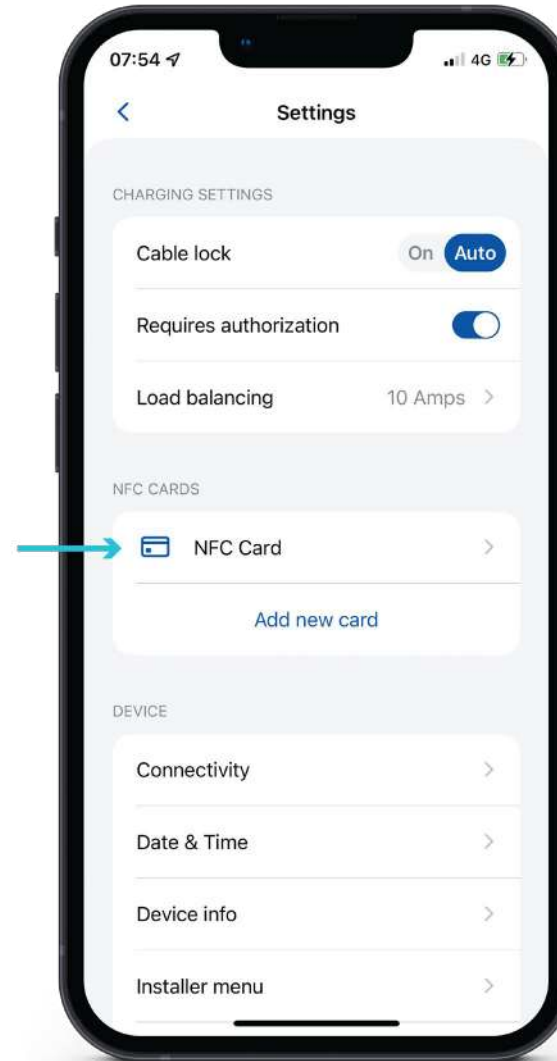 07:54
4G
Settings
CHARGING SETTINGS
Cable lock On Auto
Requires authorization
Load balancing 10 Amps
NFC CARDS
NFC Card
Add new card
DEVICE
Connectivity
Date & Time
Device info
Installer menu